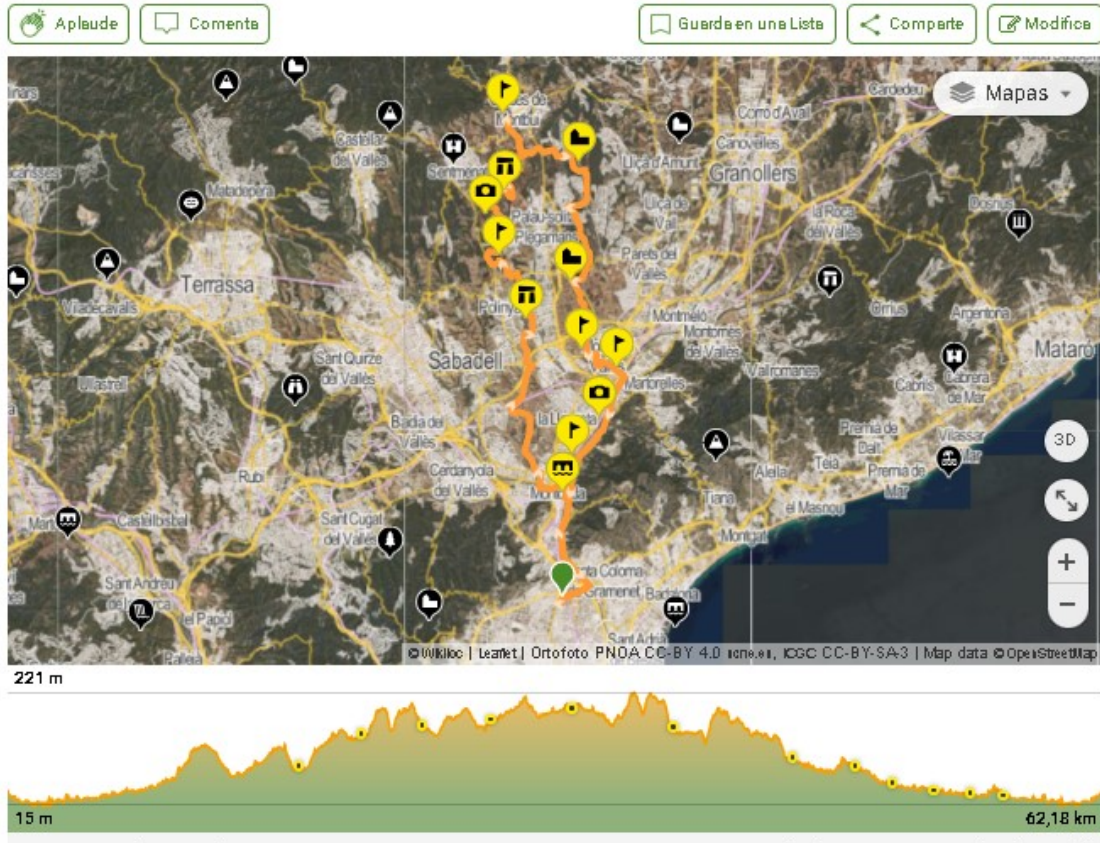 Aplaude
Comenta
Guarda en una Lista
Comparte
Modifica
Mapas
Cardedeu
Corró d'Avall
Canovelles
Castellar
del Vallès
Sentmenat
Lliçà d'Amunt
Granollers
Matadepera
Dosrius
Palau-solità
Plegamans
Lliçà de
Vall
la Roca
del Vallès
Parets del
Vallès
Terrassa
Viladecavalls
Polinyà
Òrrius
Argentona
Montmeló
Montornès
del Vallès
Sant Quirze
del Vallès
Sabadell
Vallromanes
Mataró
Ullastrell
Martorelles
Cabrils
Cabrera
de Mar
Badia del
Vallès
Premià de
Dalt
Vilassar
Mar
3D
Rubí
Cerdanyola
del Vallès
Alella
Teià
Premià de
Mar
Tiana
el Masnou
Castellbisbal
Sant Cugat
del Vallès
Montgat
Sant Andreu
de la Barca
el Papiol
Gramenet
Badalona
Sant Adrià
Pallejà
+
−
© Wikiloc | Leaflet | Ortofoto PNOA CC-BY 4.0 scne.es, ICGC CC-BY-SA-3 | Map data © OpenStreetMap
221 m
15 m
62,18 km